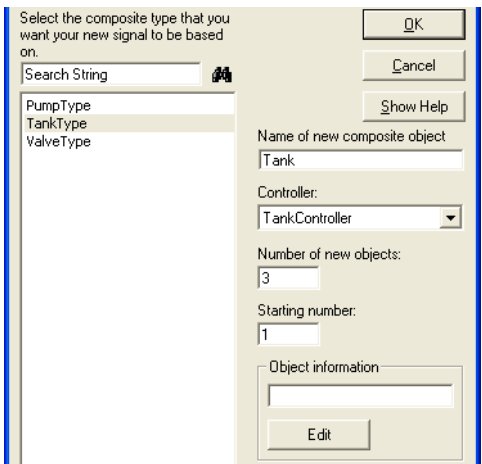 Select the composite type that you
want your new signal to be based
on.
Search String
PumpType
TankType
ValveType
OK
Cancel
Show Help
Name of new composite object
Tank
Controller:
TankController
Number of new objects:
3
Starting number:
1
Object information
Edit